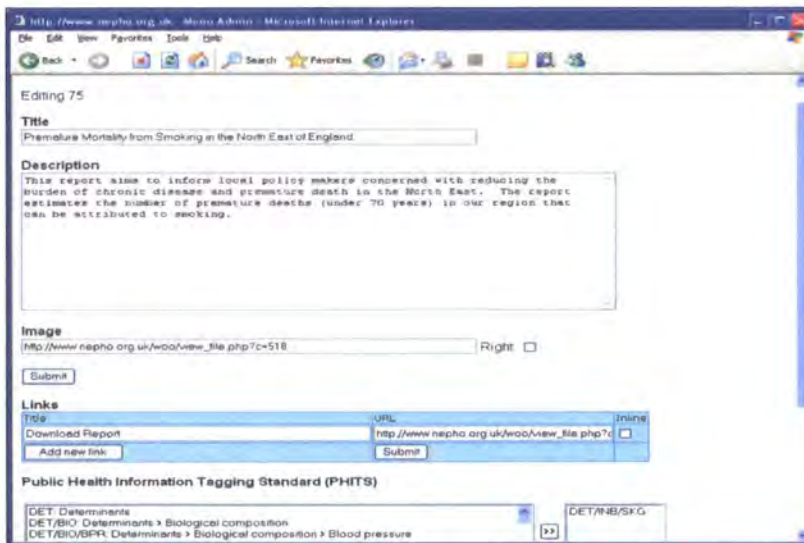 http://www.nepho.org.uk - Menu Admin - Microsoft Internet Explorer
File Edit View Favorites Tools Help
Back Search Favorites
Editing 75
Title
Premature Mortality from Smoking in the North East of England
Description
This report aims to inform local policy makers concerned with reducing the
burden of chronic disease and premature death in the North East. The report
estimates the number of premature deaths (under 70 years) in our region that
can be attributed to smoking.
Image
http://www.nepho.org.uk/woo/view_file.php?c=518 Right
Submit
Links
Title URL Inline
Download Report http://www.nepho.org.uk/woo/view_file.php?c
Add new link Submit
Public Health Information Tagging Standard (PHITS)
DET: Determinants DET/INB/SKG
DET/BIO: Determinants > Biological composition
DET/BIO/BPR: Determinants > Biological composition > Blood pressure
>>